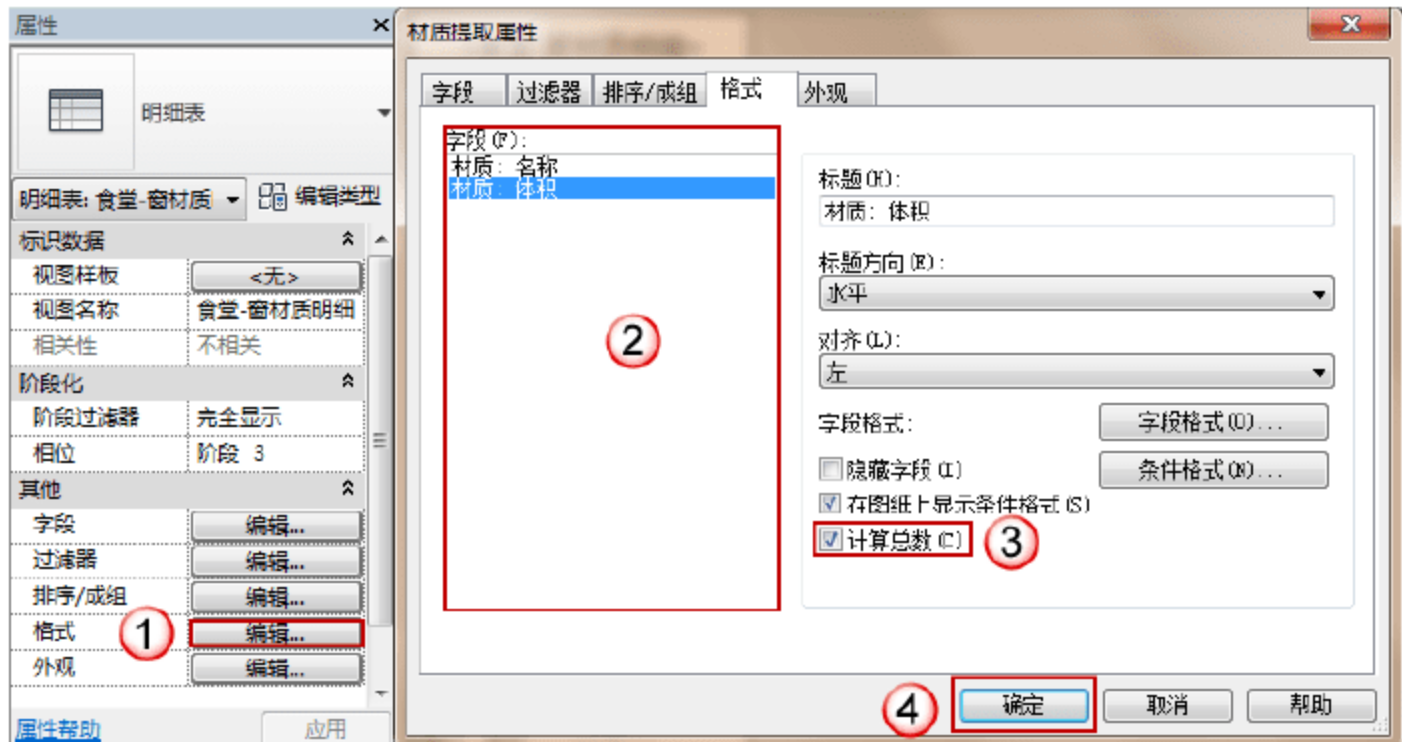 属性
明细表
明细表: 食堂-窗材质
编辑类型
标识数据
视图样板
<无>
视图名称
食堂-窗材质明细
相关性
不相关
阶段化
阶段过滤器
完全显示
相位
阶段 3
其他
字段
编辑...
过滤器
编辑...
排序/成组
编辑...
格式
1
编辑...
外观
编辑...
属性帮助
应用
材质提取属性
字段
过滤器
排序/成组
格式
外观
字段(F):
材质: 名称
材质: 体积
2
标题(H):
材质: 体积
标题方向(E):
水平
对齐(L):
左
字段格式:
字段格式(O)...
隐藏字段(I)
条件格式(N)...
在图纸上显示条件格式(S)
计算总数(C)
3
4
确定
取消
帮助